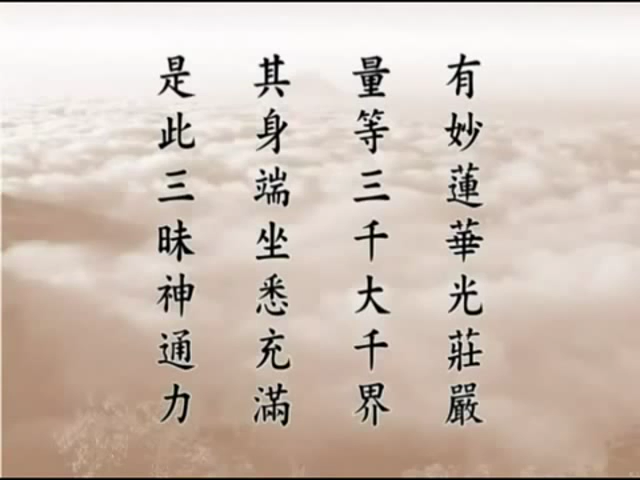 有妙蓮華光莊嚴
量等三千大千界
其身端坐悉充滿
是此三昧神通力